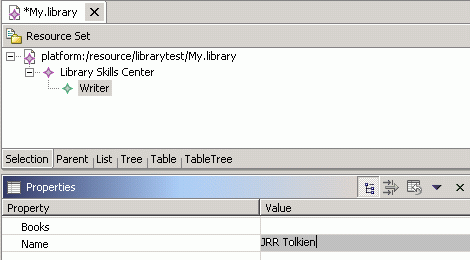 *My.library
Resource Set
platform:/resource/librarytest/My.library
Library Skills Center
Writer
Selection Parent List Tree Table TableTree
Properties
Property Value
Books
Name JRR Tolkien